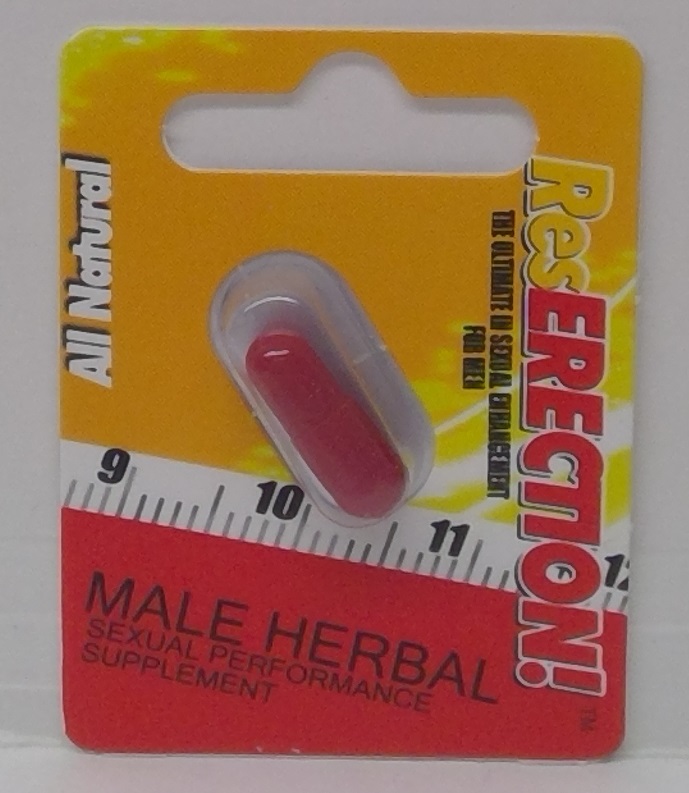 All Natural
ResERECTION!
TM
THE ULTIMATE IN SEXUAL ENHANCEMENT
FOR MEN
9 10 11 12
MALE HERBAL
SEXUAL PERFORMANCE
SUPPLEMENT